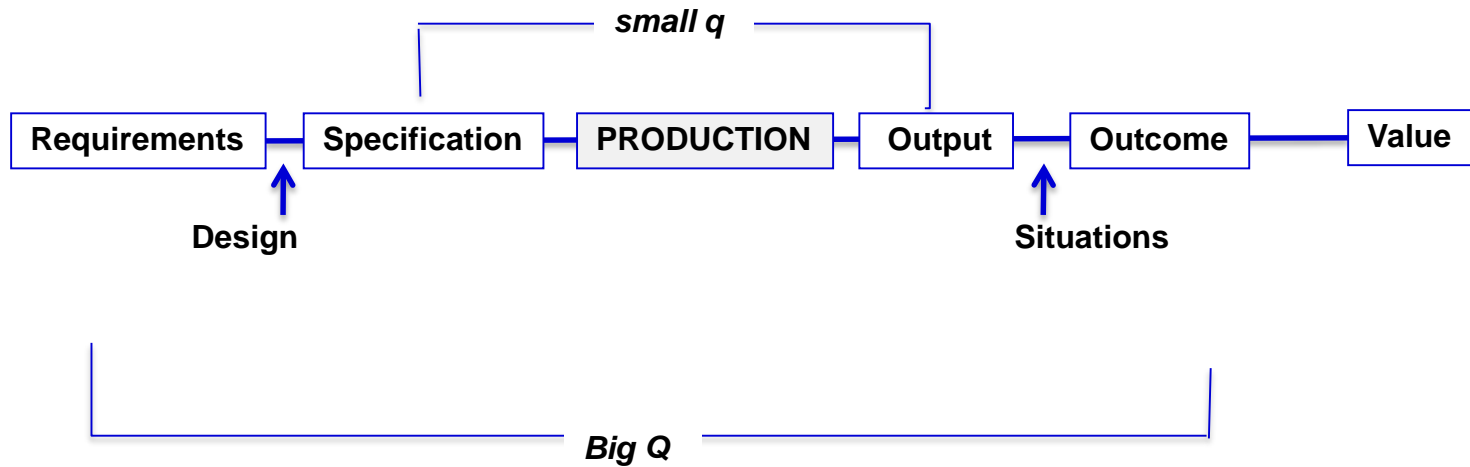 small q
Requirements Specification PRODUCTION Output Outcome Value
Design Situations
Big Q